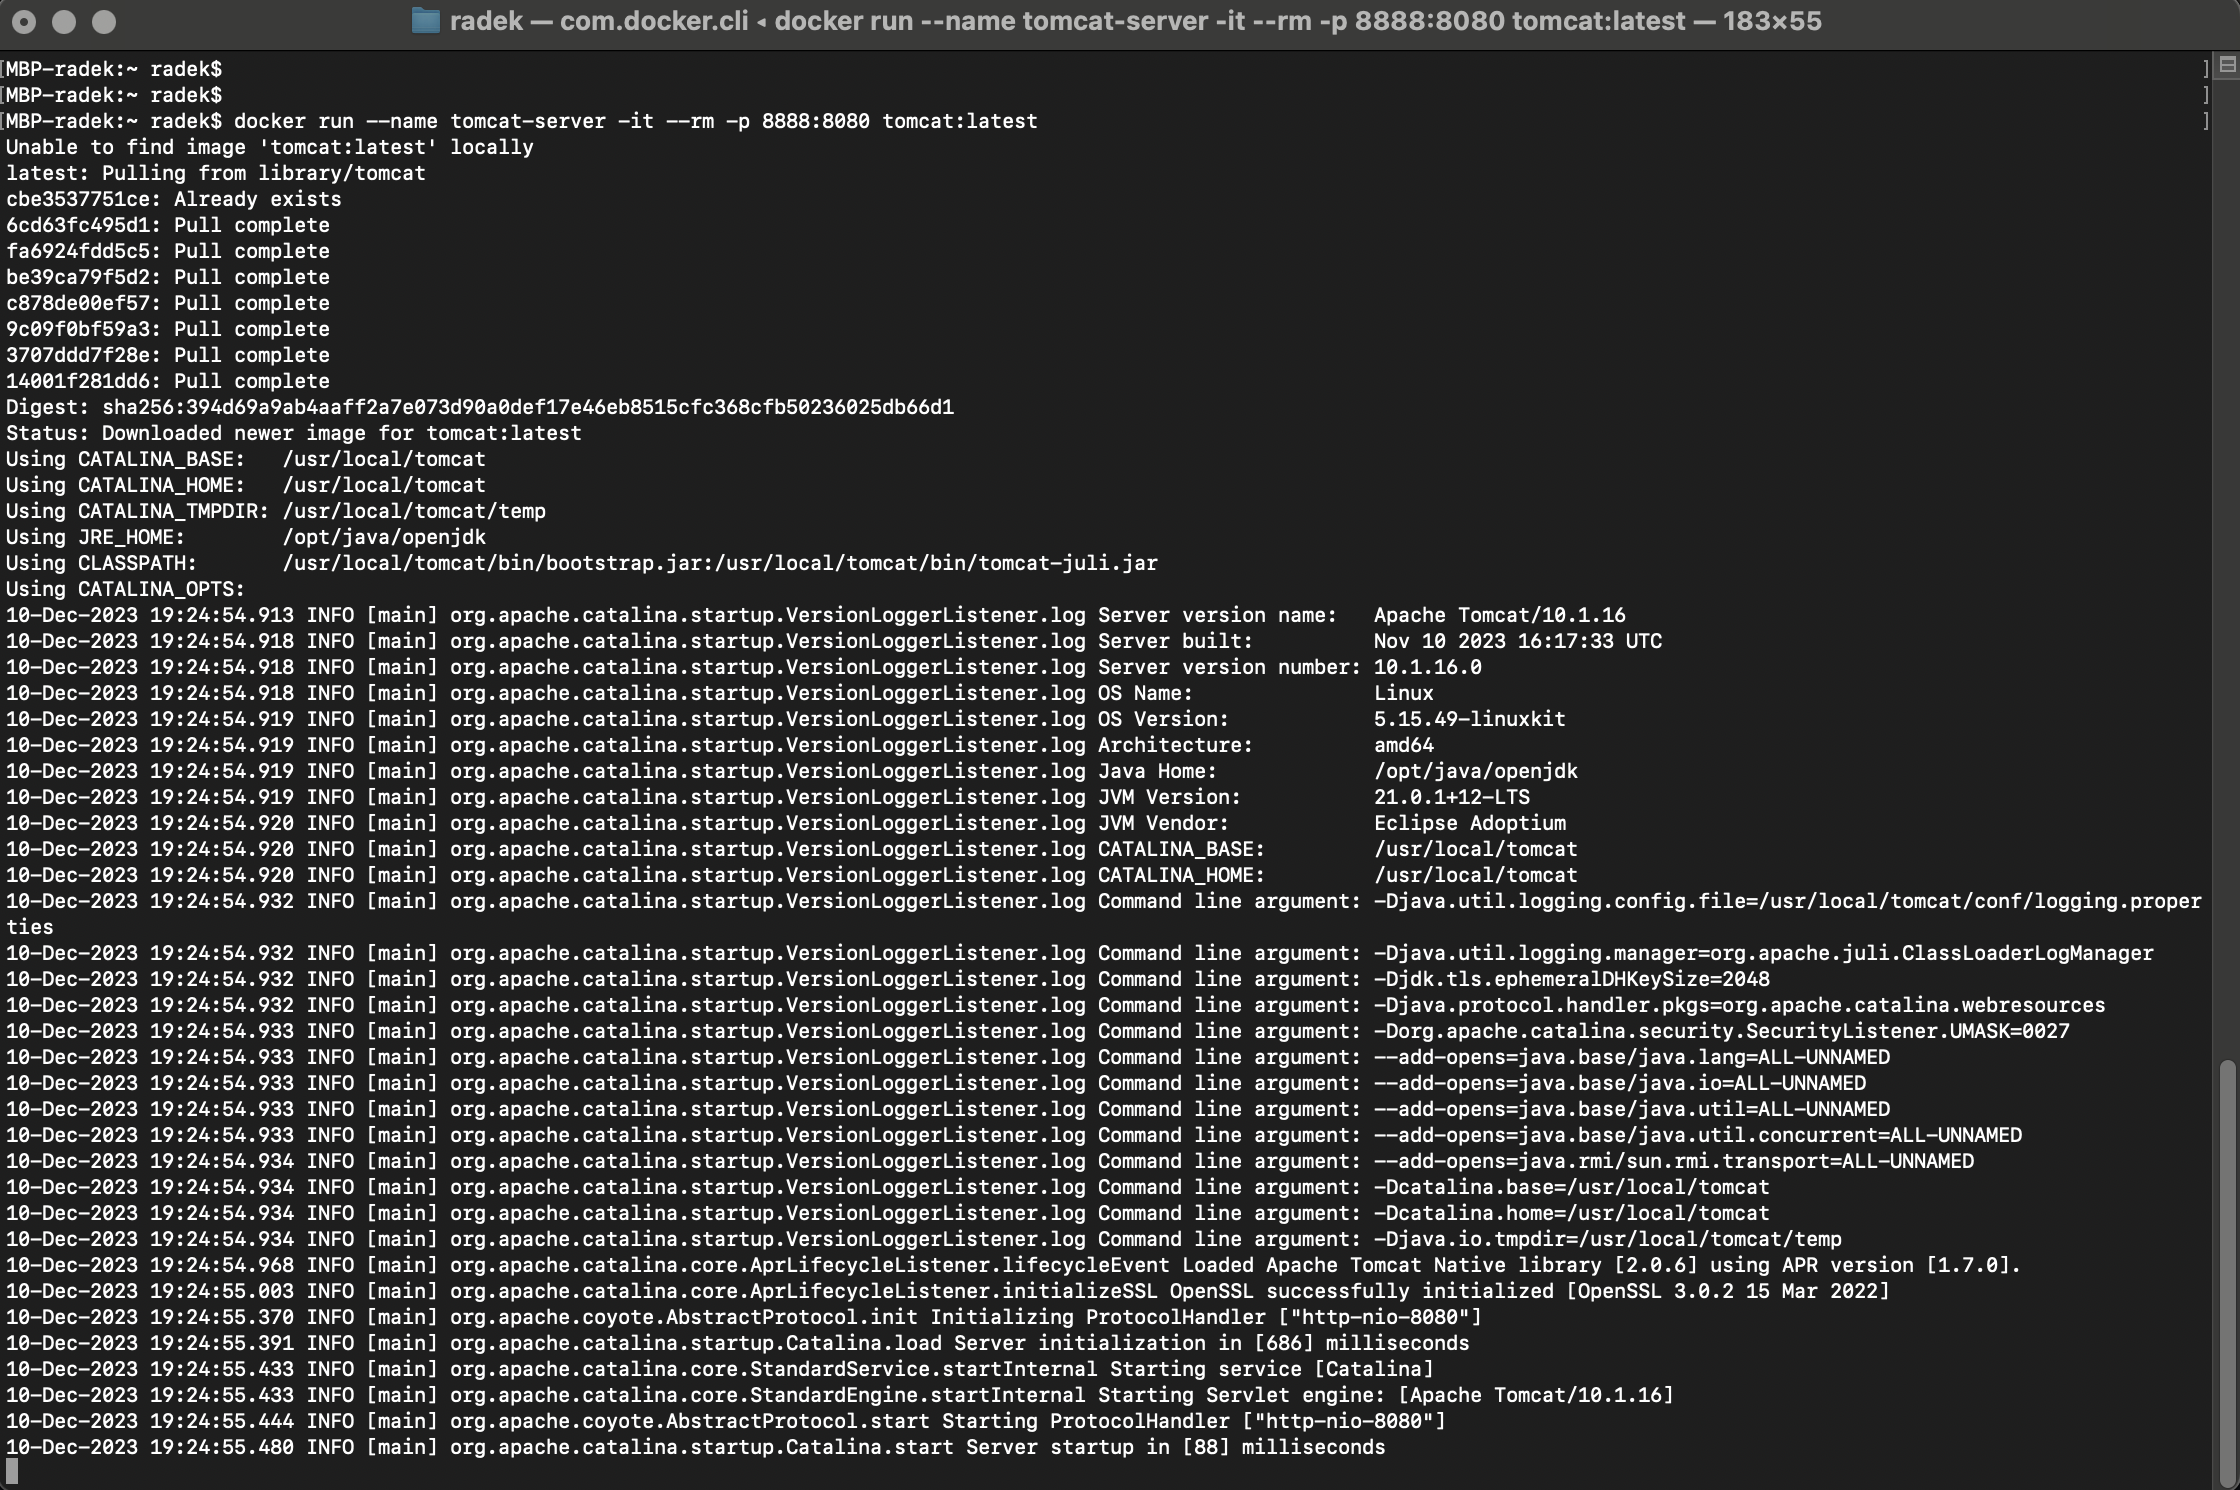 radek — com.docker.cli ◂ docker run --name tomcat-server -it --rm -p 8888:8080 tomcat:latest — 183×55
[MBP-radek:~ radek$ ]
[MBP-radek:~ radek$ ]
[MBP-radek:~ radek$ docker run --name tomcat-server -it --rm -p 8888:8080 tomcat:latest ]
Unable to find image 'tomcat:latest' locally
latest: Pulling from library/tomcat
cbe3537751ce: Already exists
6cd63fc495d1: Pull complete
fa6924fdd5c5: Pull complete
be39ca79f5d2: Pull complete
c878de00ef57: Pull complete
9c09f0bf59a3: Pull complete
3707ddd7f28e: Pull complete
14001f281dd6: Pull complete
Digest: sha256:394d69a9ab4aaff2a7e073d90a0def17e46eb8515cfc368cfb50236025db66d1
Status: Downloaded newer image for tomcat:latest
Using CATALINA_BASE:   /usr/local/tomcat
Using CATALINA_HOME:   /usr/local/tomcat
Using CATALINA_TMPDIR: /usr/local/tomcat/temp
Using JRE_HOME:        /opt/java/openjdk
Using CLASSPATH:       /usr/local/tomcat/bin/bootstrap.jar:/usr/local/tomcat/bin/tomcat-juli.jar
Using CATALINA_OPTS:
10-Dec-2023 19:24:54.913 INFO [main] org.apache.catalina.startup.VersionLoggerListener.log Server version name:   Apache Tomcat/10.1.16
10-Dec-2023 19:24:54.918 INFO [main] org.apache.catalina.startup.VersionLoggerListener.log Server built:          Nov 10 2023 16:17:33 UTC
10-Dec-2023 19:24:54.918 INFO [main] org.apache.catalina.startup.VersionLoggerListener.log Server version number: 10.1.16.0
10-Dec-2023 19:24:54.918 INFO [main] org.apache.catalina.startup.VersionLoggerListener.log OS Name:               Linux
10-Dec-2023 19:24:54.919 INFO [main] org.apache.catalina.startup.VersionLoggerListener.log OS Version:            5.15.49-linuxkit
10-Dec-2023 19:24:54.919 INFO [main] org.apache.catalina.startup.VersionLoggerListener.log Architecture:          amd64
10-Dec-2023 19:24:54.919 INFO [main] org.apache.catalina.startup.VersionLoggerListener.log Java Home:             /opt/java/openjdk
10-Dec-2023 19:24:54.919 INFO [main] org.apache.catalina.startup.VersionLoggerListener.log JVM Version:           21.0.1+12-LTS
10-Dec-2023 19:24:54.920 INFO [main] org.apache.catalina.startup.VersionLoggerListener.log JVM Vendor:            Eclipse Adoptium
10-Dec-2023 19:24:54.920 INFO [main] org.apache.catalina.startup.VersionLoggerListener.log CATALINA_BASE:         /usr/local/tomcat
10-Dec-2023 19:24:54.920 INFO [main] org.apache.catalina.startup.VersionLoggerListener.log CATALINA_HOME:         /usr/local/tomcat
10-Dec-2023 19:24:54.932 INFO [main] org.apache.catalina.startup.VersionLoggerListener.log Command line argument: -Djava.util.logging.config.file=/usr/local/tomcat/conf/logging.proper
ties
10-Dec-2023 19:24:54.932 INFO [main] org.apache.catalina.startup.VersionLoggerListener.log Command line argument: -Djava.util.logging.manager=org.apache.juli.ClassLoaderLogManager
10-Dec-2023 19:24:54.932 INFO [main] org.apache.catalina.startup.VersionLoggerListener.log Command line argument: -Djdk.tls.ephemeralDHKeySize=2048
10-Dec-2023 19:24:54.932 INFO [main] org.apache.catalina.startup.VersionLoggerListener.log Command line argument: -Djava.protocol.handler.pkgs=org.apache.catalina.webresources
10-Dec-2023 19:24:54.933 INFO [main] org.apache.catalina.startup.VersionLoggerListener.log Command line argument: -Dorg.apache.catalina.security.SecurityListener.UMASK=0027
10-Dec-2023 19:24:54.933 INFO [main] org.apache.catalina.startup.VersionLoggerListener.log Command line argument: --add-opens=java.base/java.lang=ALL-UNNAMED
10-Dec-2023 19:24:54.933 INFO [main] org.apache.catalina.startup.VersionLoggerListener.log Command line argument: --add-opens=java.base/java.io=ALL-UNNAMED
10-Dec-2023 19:24:54.933 INFO [main] org.apache.catalina.startup.VersionLoggerListener.log Command line argument: --add-opens=java.base/java.util=ALL-UNNAMED
10-Dec-2023 19:24:54.933 INFO [main] org.apache.catalina.startup.VersionLoggerListener.log Command line argument: --add-opens=java.base/java.util.concurrent=ALL-UNNAMED
10-Dec-2023 19:24:54.934 INFO [main] org.apache.catalina.startup.VersionLoggerListener.log Command line argument: --add-opens=java.rmi/sun.rmi.transport=ALL-UNNAMED
10-Dec-2023 19:24:54.934 INFO [main] org.apache.catalina.startup.VersionLoggerListener.log Command line argument: -Dcatalina.base=/usr/local/tomcat
10-Dec-2023 19:24:54.934 INFO [main] org.apache.catalina.startup.VersionLoggerListener.log Command line argument: -Dcatalina.home=/usr/local/tomcat
10-Dec-2023 19:24:54.934 INFO [main] org.apache.catalina.startup.VersionLoggerListener.log Command line argument: -Djava.io.tmpdir=/usr/local/tomcat/temp
10-Dec-2023 19:24:54.968 INFO [main] org.apache.catalina.core.AprLifecycleListener.lifecycleEvent Loaded Apache Tomcat Native library [2.0.6] using APR version [1.7.0].
10-Dec-2023 19:24:55.003 INFO [main] org.apache.catalina.core.AprLifecycleListener.initializeSSL OpenSSL successfully initialized [OpenSSL 3.0.2 15 Mar 2022]
10-Dec-2023 19:24:55.370 INFO [main] org.apache.coyote.AbstractProtocol.init Initializing ProtocolHandler ["http-nio-8080"]
10-Dec-2023 19:24:55.391 INFO [main] org.apache.catalina.startup.Catalina.load Server initialization in [686] milliseconds
10-Dec-2023 19:24:55.433 INFO [main] org.apache.catalina.core.StandardService.startInternal Starting service [Catalina]
10-Dec-2023 19:24:55.433 INFO [main] org.apache.catalina.core.StandardEngine.startInternal Starting Servlet engine: [Apache Tomcat/10.1.16]
10-Dec-2023 19:24:55.444 INFO [main] org.apache.coyote.AbstractProtocol.start Starting ProtocolHandler ["http-nio-8080"]
10-Dec-2023 19:24:55.480 INFO [main] org.apache.catalina.startup.Catalina.start Server startup in [88] milliseconds